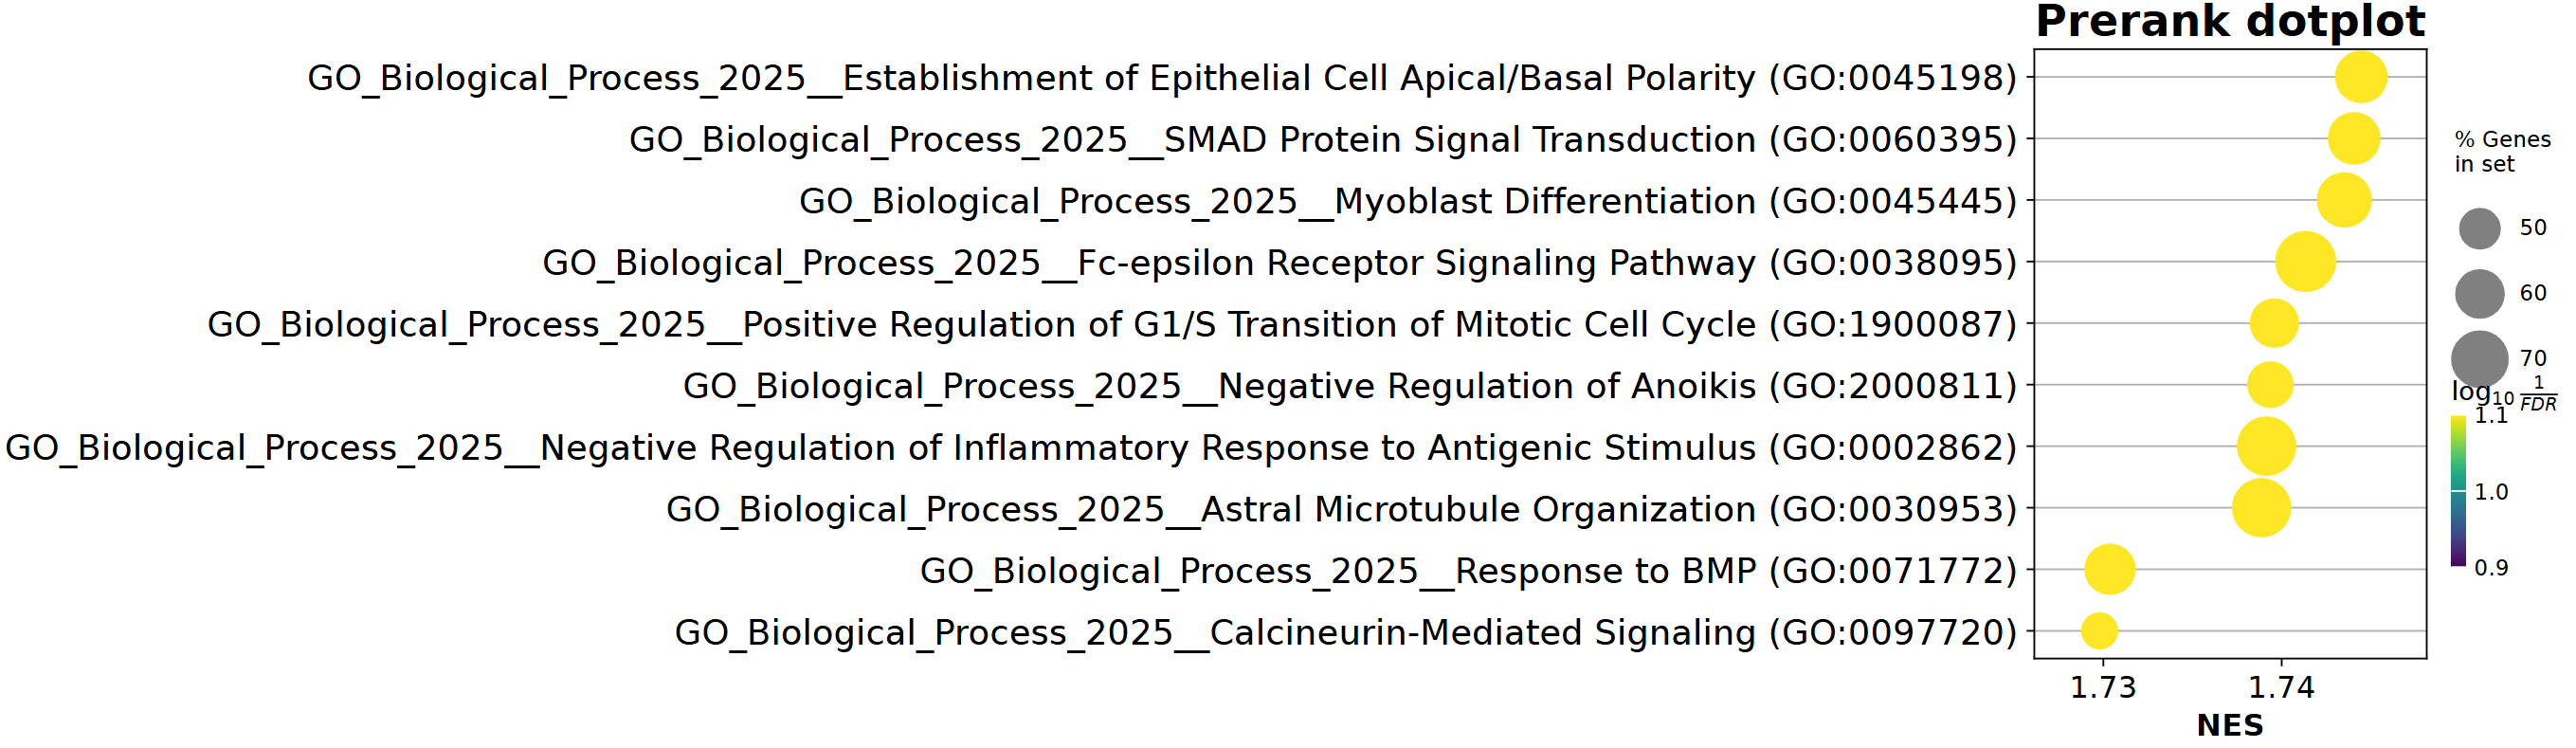 Prerank dotplot
GO_Biological_Process_2025__Establishment of Epithelial Cell Apical/Basal Polarity (GO:0045198)
GO_Biological_Process_2025__SMAD Protein Signal Transduction (GO:0060395)
GO_Biological_Process_2025__Myoblast Differentiation (GO:0045445)
GO_Biological_Process_2025__Fc-epsilon Receptor Signaling Pathway (GO:0038095)
GO_Biological_Process_2025__Positive Regulation of G1/S Transition of Mitotic Cell Cycle (GO:1900087)
GO_Biological_Process_2025__Negative Regulation of Anoikis (GO:2000811)
GO_Biological_Process_2025__Negative Regulation of Inflammatory Response to Antigenic Stimulus (GO:0002862)
GO_Biological_Process_2025__Astral Microtubule Organization (GO:0030953)
GO_Biological_Process_2025__Response to BMP (GO:0071772)
GO_Biological_Process_2025__Calcineurin-Mediated Signaling (GO:0097720)
1.73 1.74
NES
% Genes
in set
50
60
70
log10 1/FDR
1.1
1.0
0.9